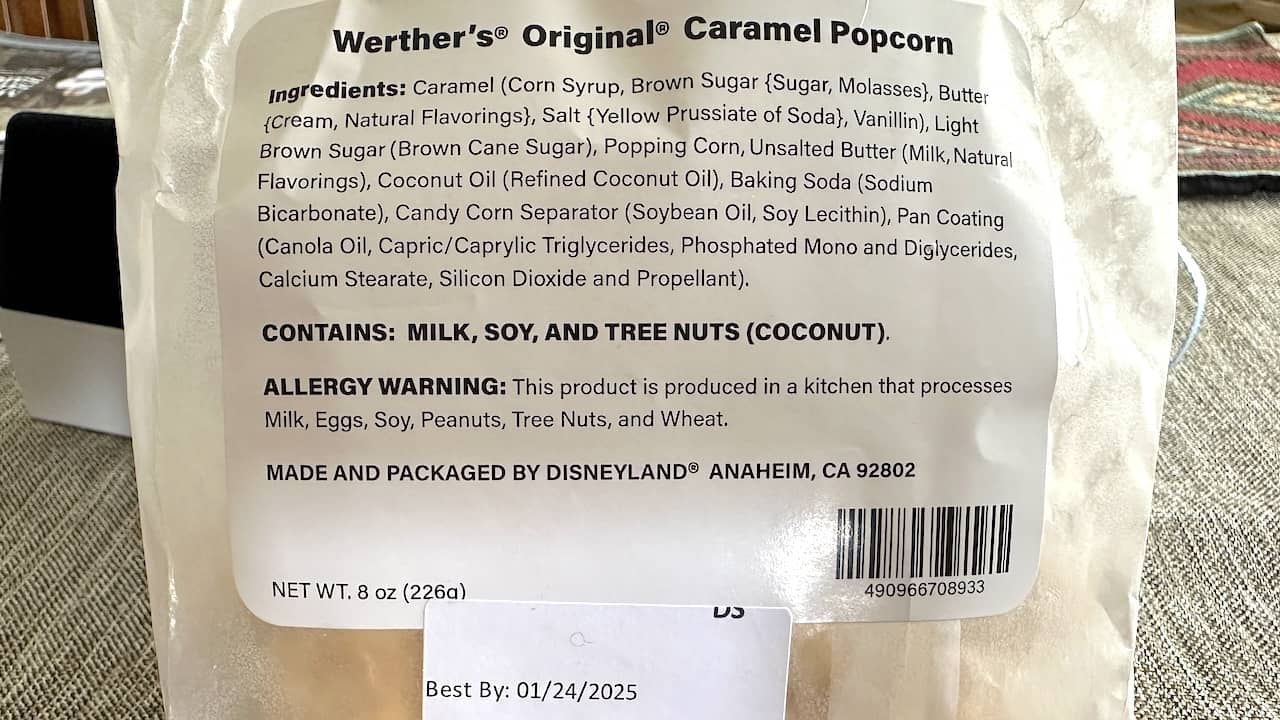 Werther's® Original® Caramel Popcorn
Ingredients: Caramel (Corn Syrup, Brown Sugar {Sugar, Molasses}, Butter
{Cream, Natural Flavorings}, Salt {Yellow Prussiate of Soda}, Vanillin), Light
Brown Sugar (Brown Cane Sugar), Popping Corn, Unsalted Butter (Milk, Natural
Flavorings), Coconut Oil (Refined Coconut Oil), Baking Soda (Sodium
Bicarbonate), Candy Corn Separator (Soybean Oil, Soy Lecithin), Pan Coating
(Canola Oil, Capric/Caprylic Triglycerides, Phosphated Mono and Diglycerides,
Calcium Stearate, Silicon Dioxide and Propellant).
CONTAINS: MILK, SOY, AND TREE NUTS (COCONUT).
ALLERGY WARNING: This product is produced in a kitchen that processes
Milk, Eggs, Soy, Peanuts, Tree Nuts, and Wheat.
MADE AND PACKAGED BY DISNEYLAND® ANAHEIM, CA 92802
490966708933
NET WT. 8 oz (226g)
Best By: 01/24/2025